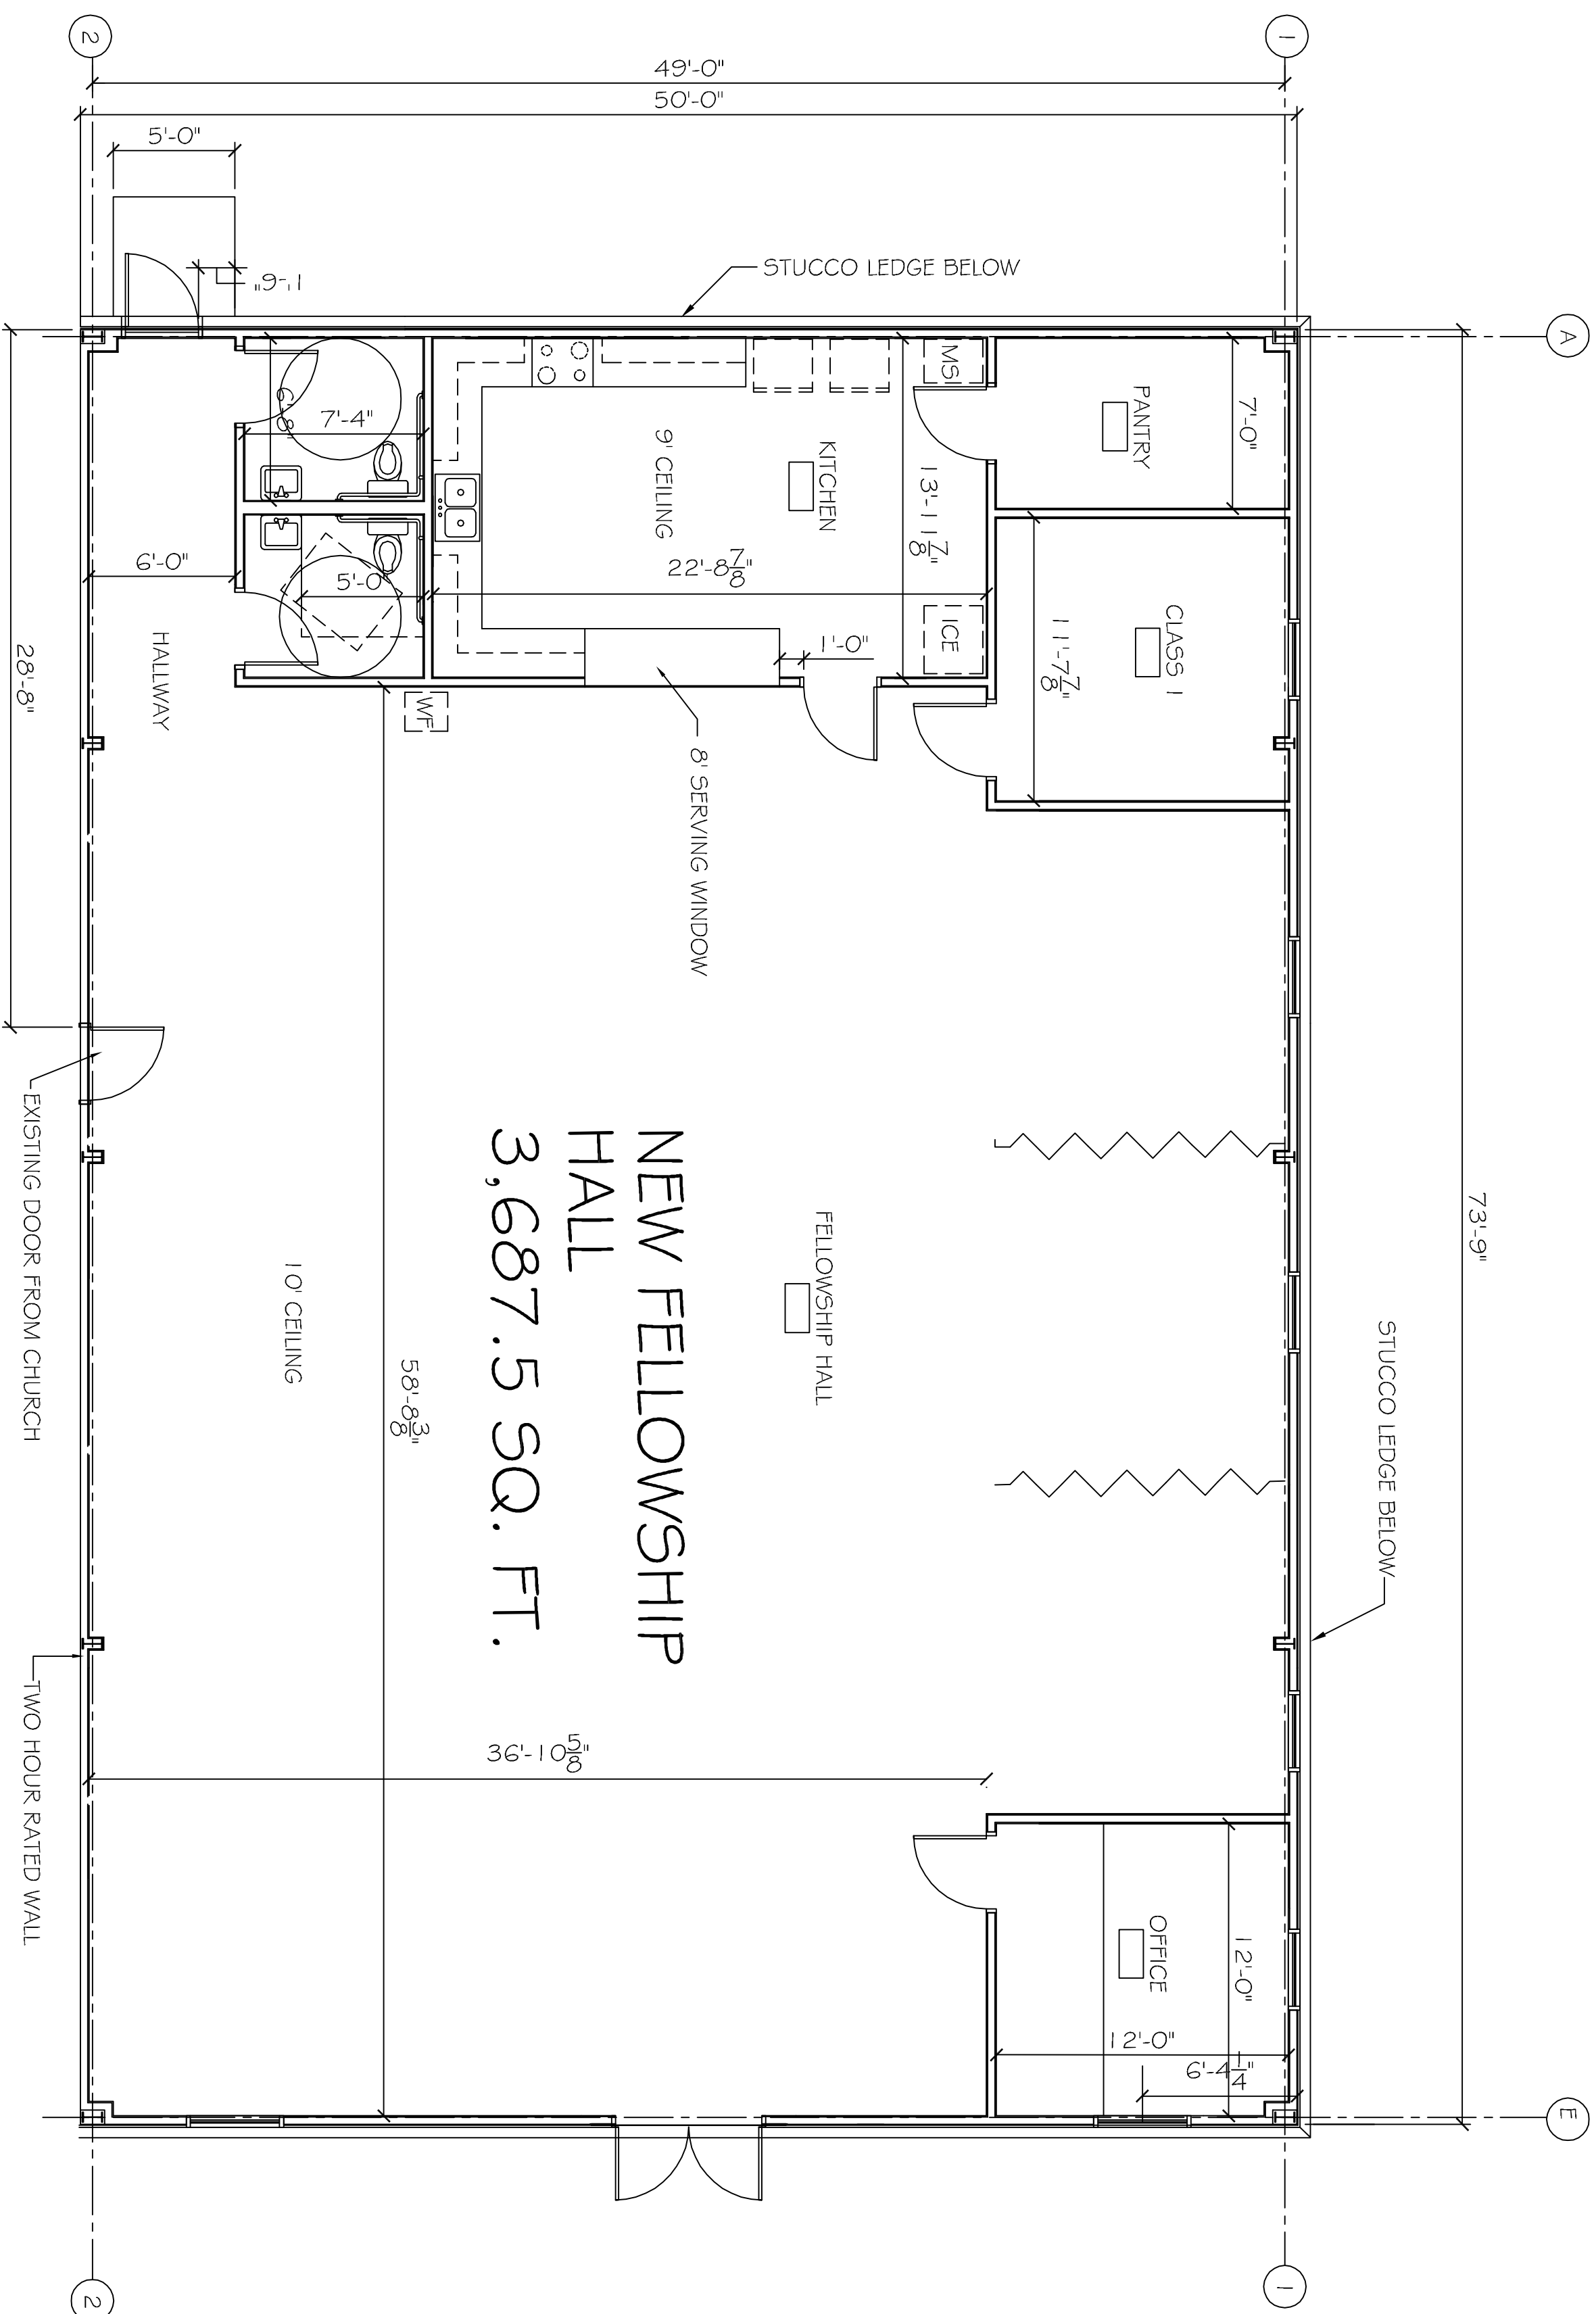 2
1
49'-0"
50'-0"
5'-0"
1'-6"
STUCCO LEDGE BELOW
A
6'-8"
7'-4"
MS
PANTRY
7'-0"
KITCHEN
9' CEILING
13'-11 7/8"
22'-8 7/8"
6'-0"
5'-0"
ICE
CLASS 1
11'-7 7/8"
1'-0"
HALLWAY
WF
28'-8"
8' SERVING WINDOW
EXISTING DOOR FROM CHURCH
NEW FELLOWSHIP
HALL
3,687.5 SQ. FT.
FELLOWSHIP HALL
10' CEILING
58'-8 3/8"
73'-9"
STUCCO LEDGE BELOW
36'-10 5/8"
TWO HOUR RATED WALL
OFFICE
12'-0"
12'-0"
6'-4 1/4"
E
2
1